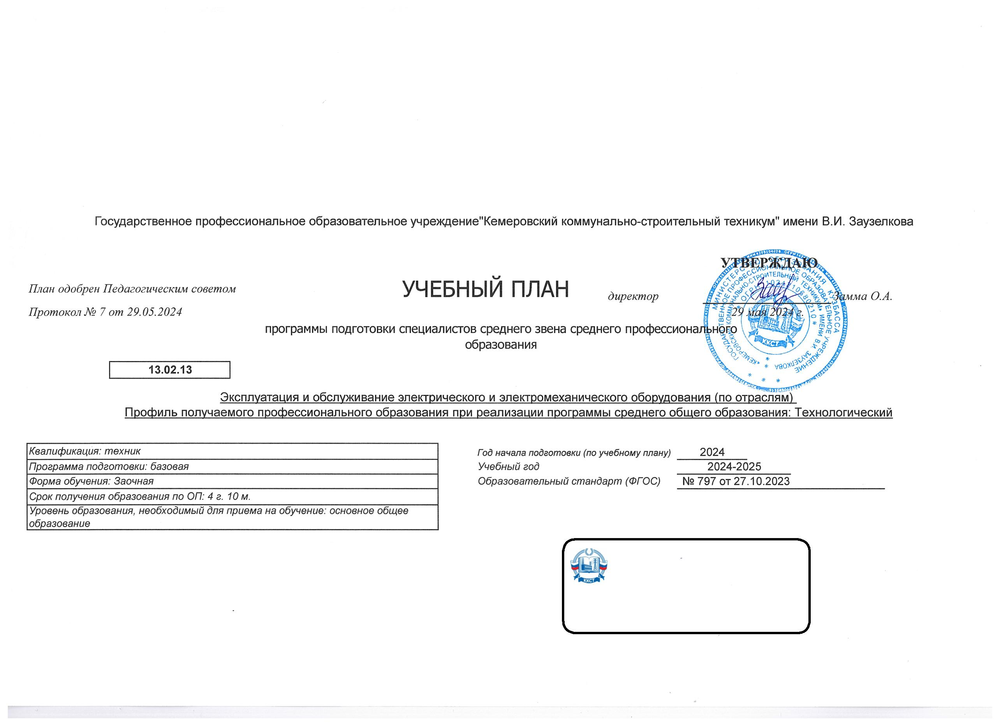 Государственное профессиональное образовательное учреждение"Кемеровский коммунально-строительный техникум" имени В.И. Заузелкова
УТВЕРЖДАЮ
План одобрен Педагогическим советом
УЧЕБНЫЙ ПЛАН
директор
Замма О.А.
Протокол № 7 от 29.05.2024
29 мая 2024 г.
программы подготовки специалистов среднего звена среднего профессионального
образования
МИНИСТЕРСТВО ОБРАЗОВАНИЯ КУЗБАССА
ГОСУДАРСТВЕННОЕ ПРОФЕССИОНАЛЬНОЕ ОБРАЗОВАТЕЛЬНОЕ УЧРЕЖДЕНИЕ
«КЕМЕРОВСКИЙ КОММУНАЛЬНО-СТРОИТЕЛЬНЫЙ ТЕХНИКУМ» ИМЕНИ В.И. ЗАУЗЕЛКОВА
ККСТ
13.02.13
Эксплуатация и обслуживание электрического и электромеханического оборудования (по отраслям)
Профиль получаемого профессионального образования при реализации программы среднего общего образования: Технологический
Квалификация: техник
Программа подготовки: базовая
Форма обучения: Заочная
Срок получения образования по ОП: 4 г. 10 м.
Уровень образования, необходимый для приема на обучение: основное общее
образование
Год начала подготовки (по учебному плану) 2024
Учебный год 2024-2025
Образовательный стандарт (ФГОС) № 797 от 27.10.2023
ККСТ